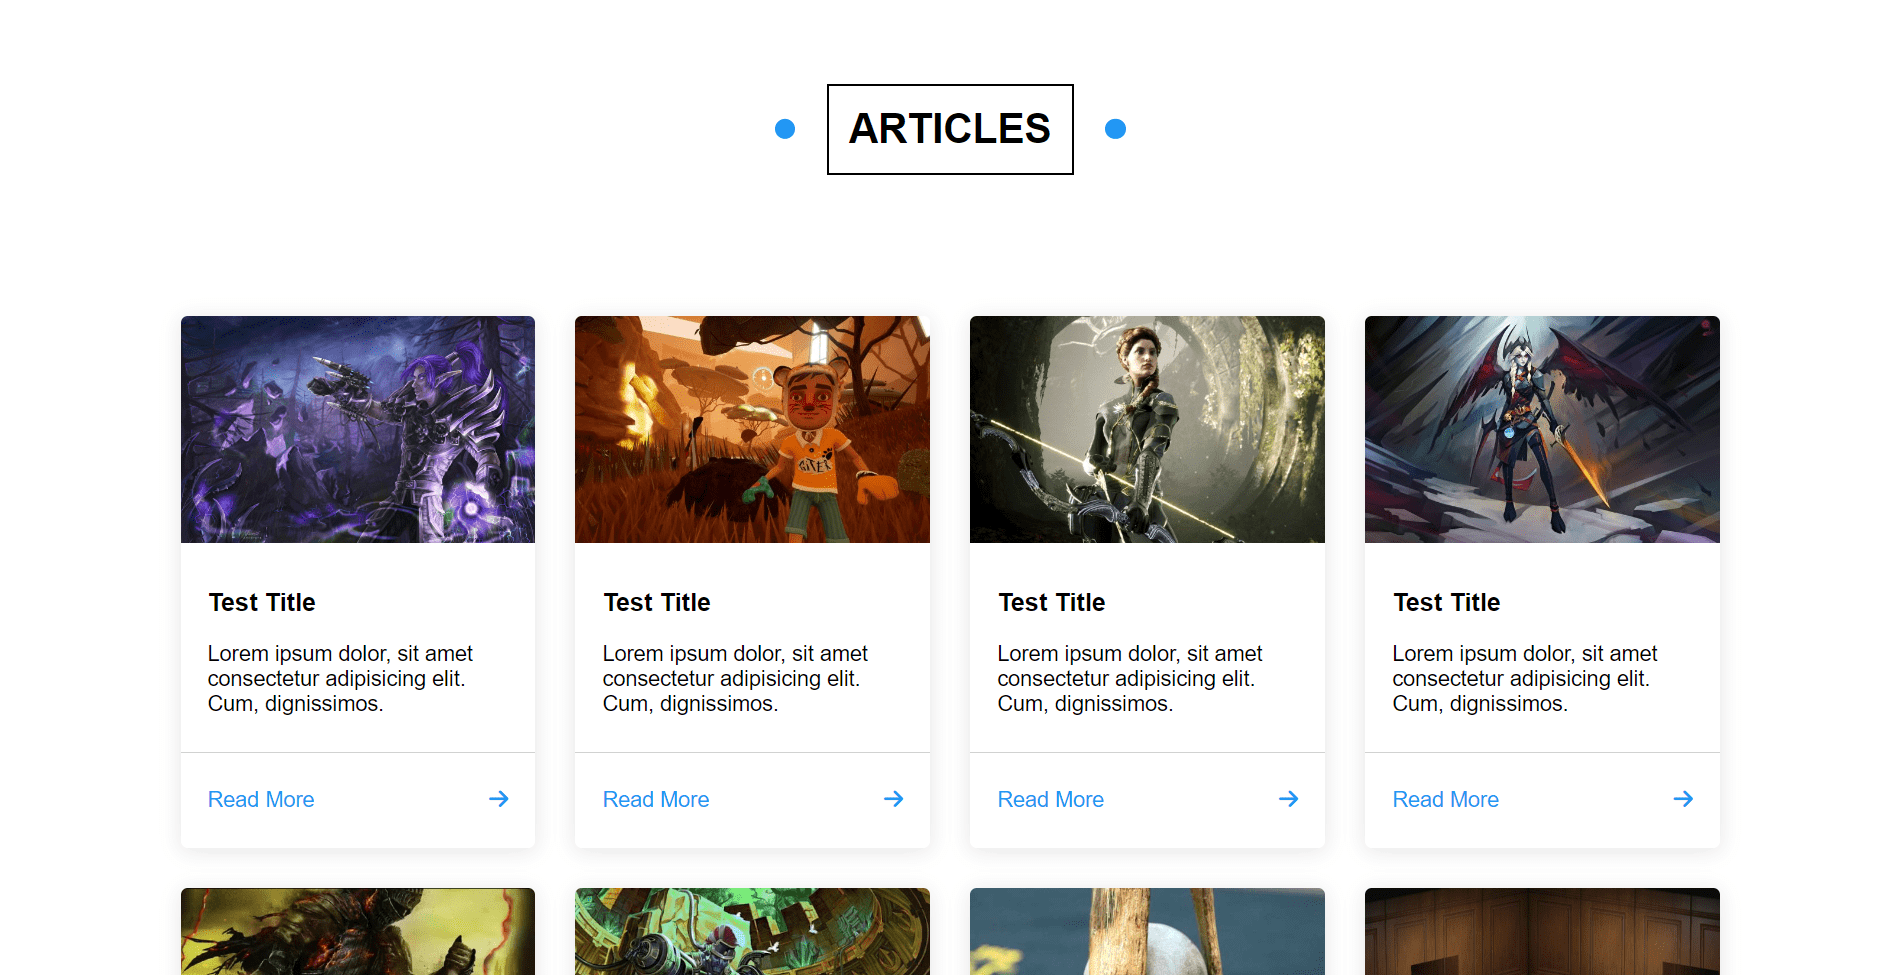 ARTICLES
Test Title
Lorem ipsum dolor, sit amet
consectetur adipisicing elit.
Cum, dignissimos.
Read More
Test Title
Lorem ipsum dolor, sit amet
consectetur adipisicing elit.
Cum, dignissimos.
Read More
Test Title
Lorem ipsum dolor, sit amet
consectetur adipisicing elit.
Cum, dignissimos.
Read More
Test Title
Lorem ipsum dolor, sit amet
consectetur adipisicing elit.
Cum, dignissimos.
Read More